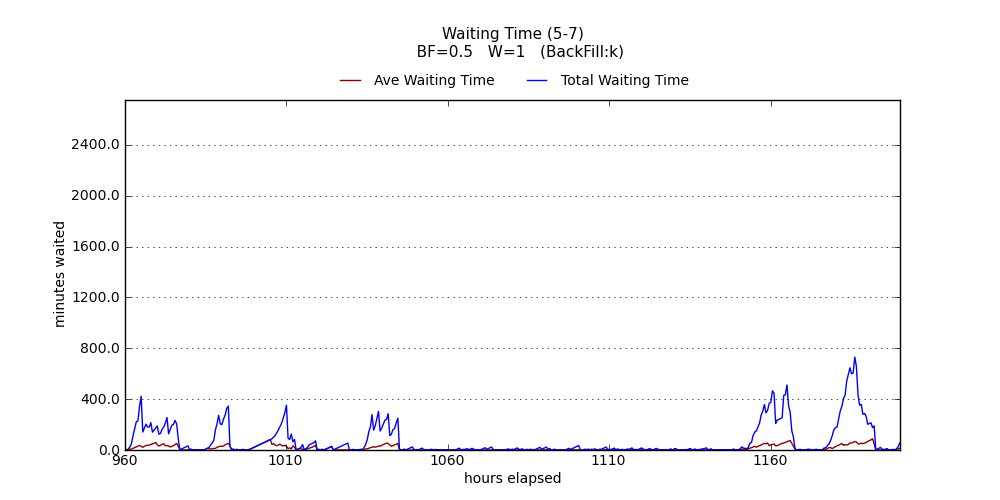 Waiting Time (5-7)
BF=0.5   W=1   (BackFill:k)
Ave Waiting Time
Total Waiting Time
2400.0
2000.0
1600.0
1200.0
800.0
400.0
0.0
minutes waited
960
1010
1060
1110
1160
hours elapsed